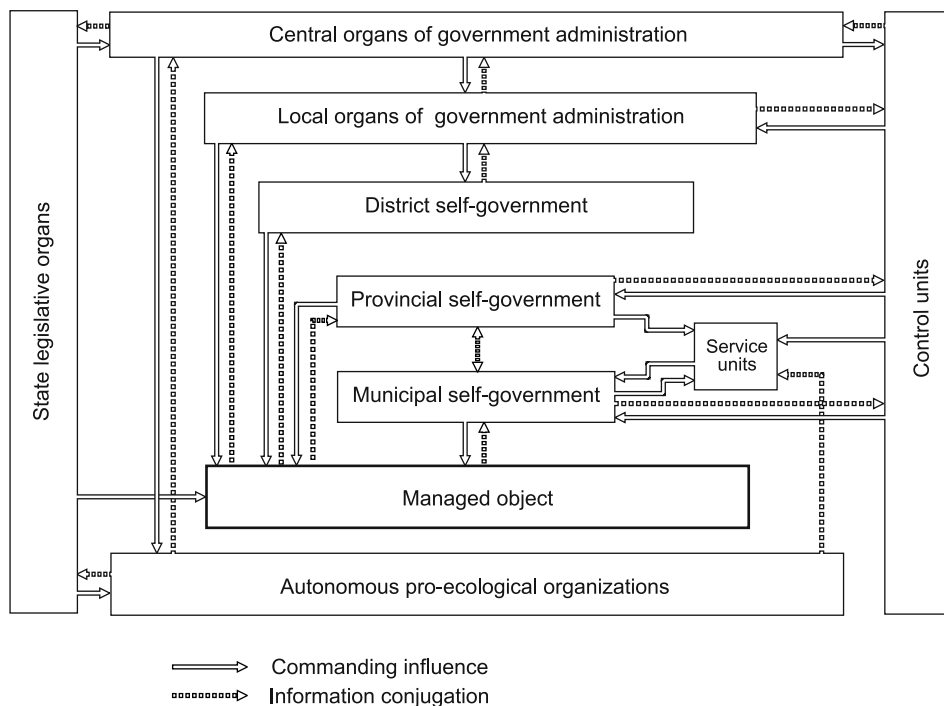 Central organs of government administration
Local organs of government administration
District self-government
Provincial self-government
Service
units
Municipal self-government
Managed object
Autonomous pro-ecological organizations
State legislative organs
Control units
Commanding influence
Information conjugation